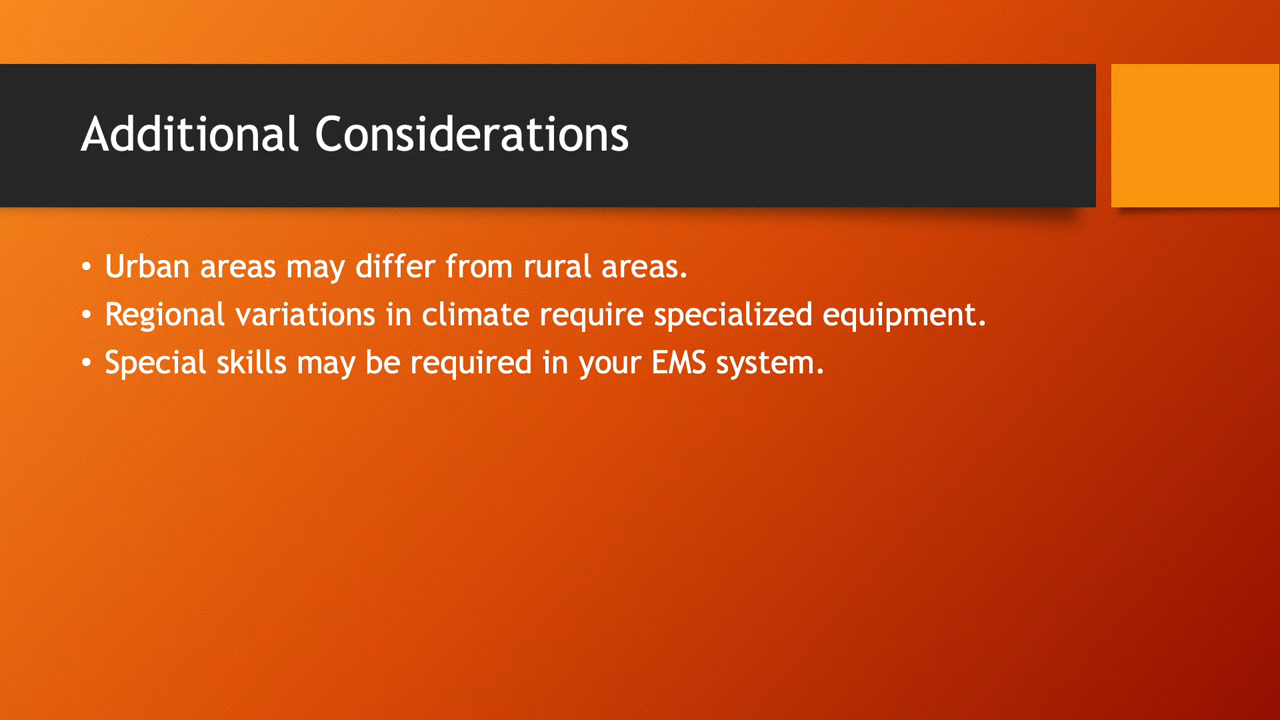 Additional Considerations
• Urban areas may differ from rural areas.
• Regional variations in climate require specialized equipment.
• Special skills may be required in your EMS system.